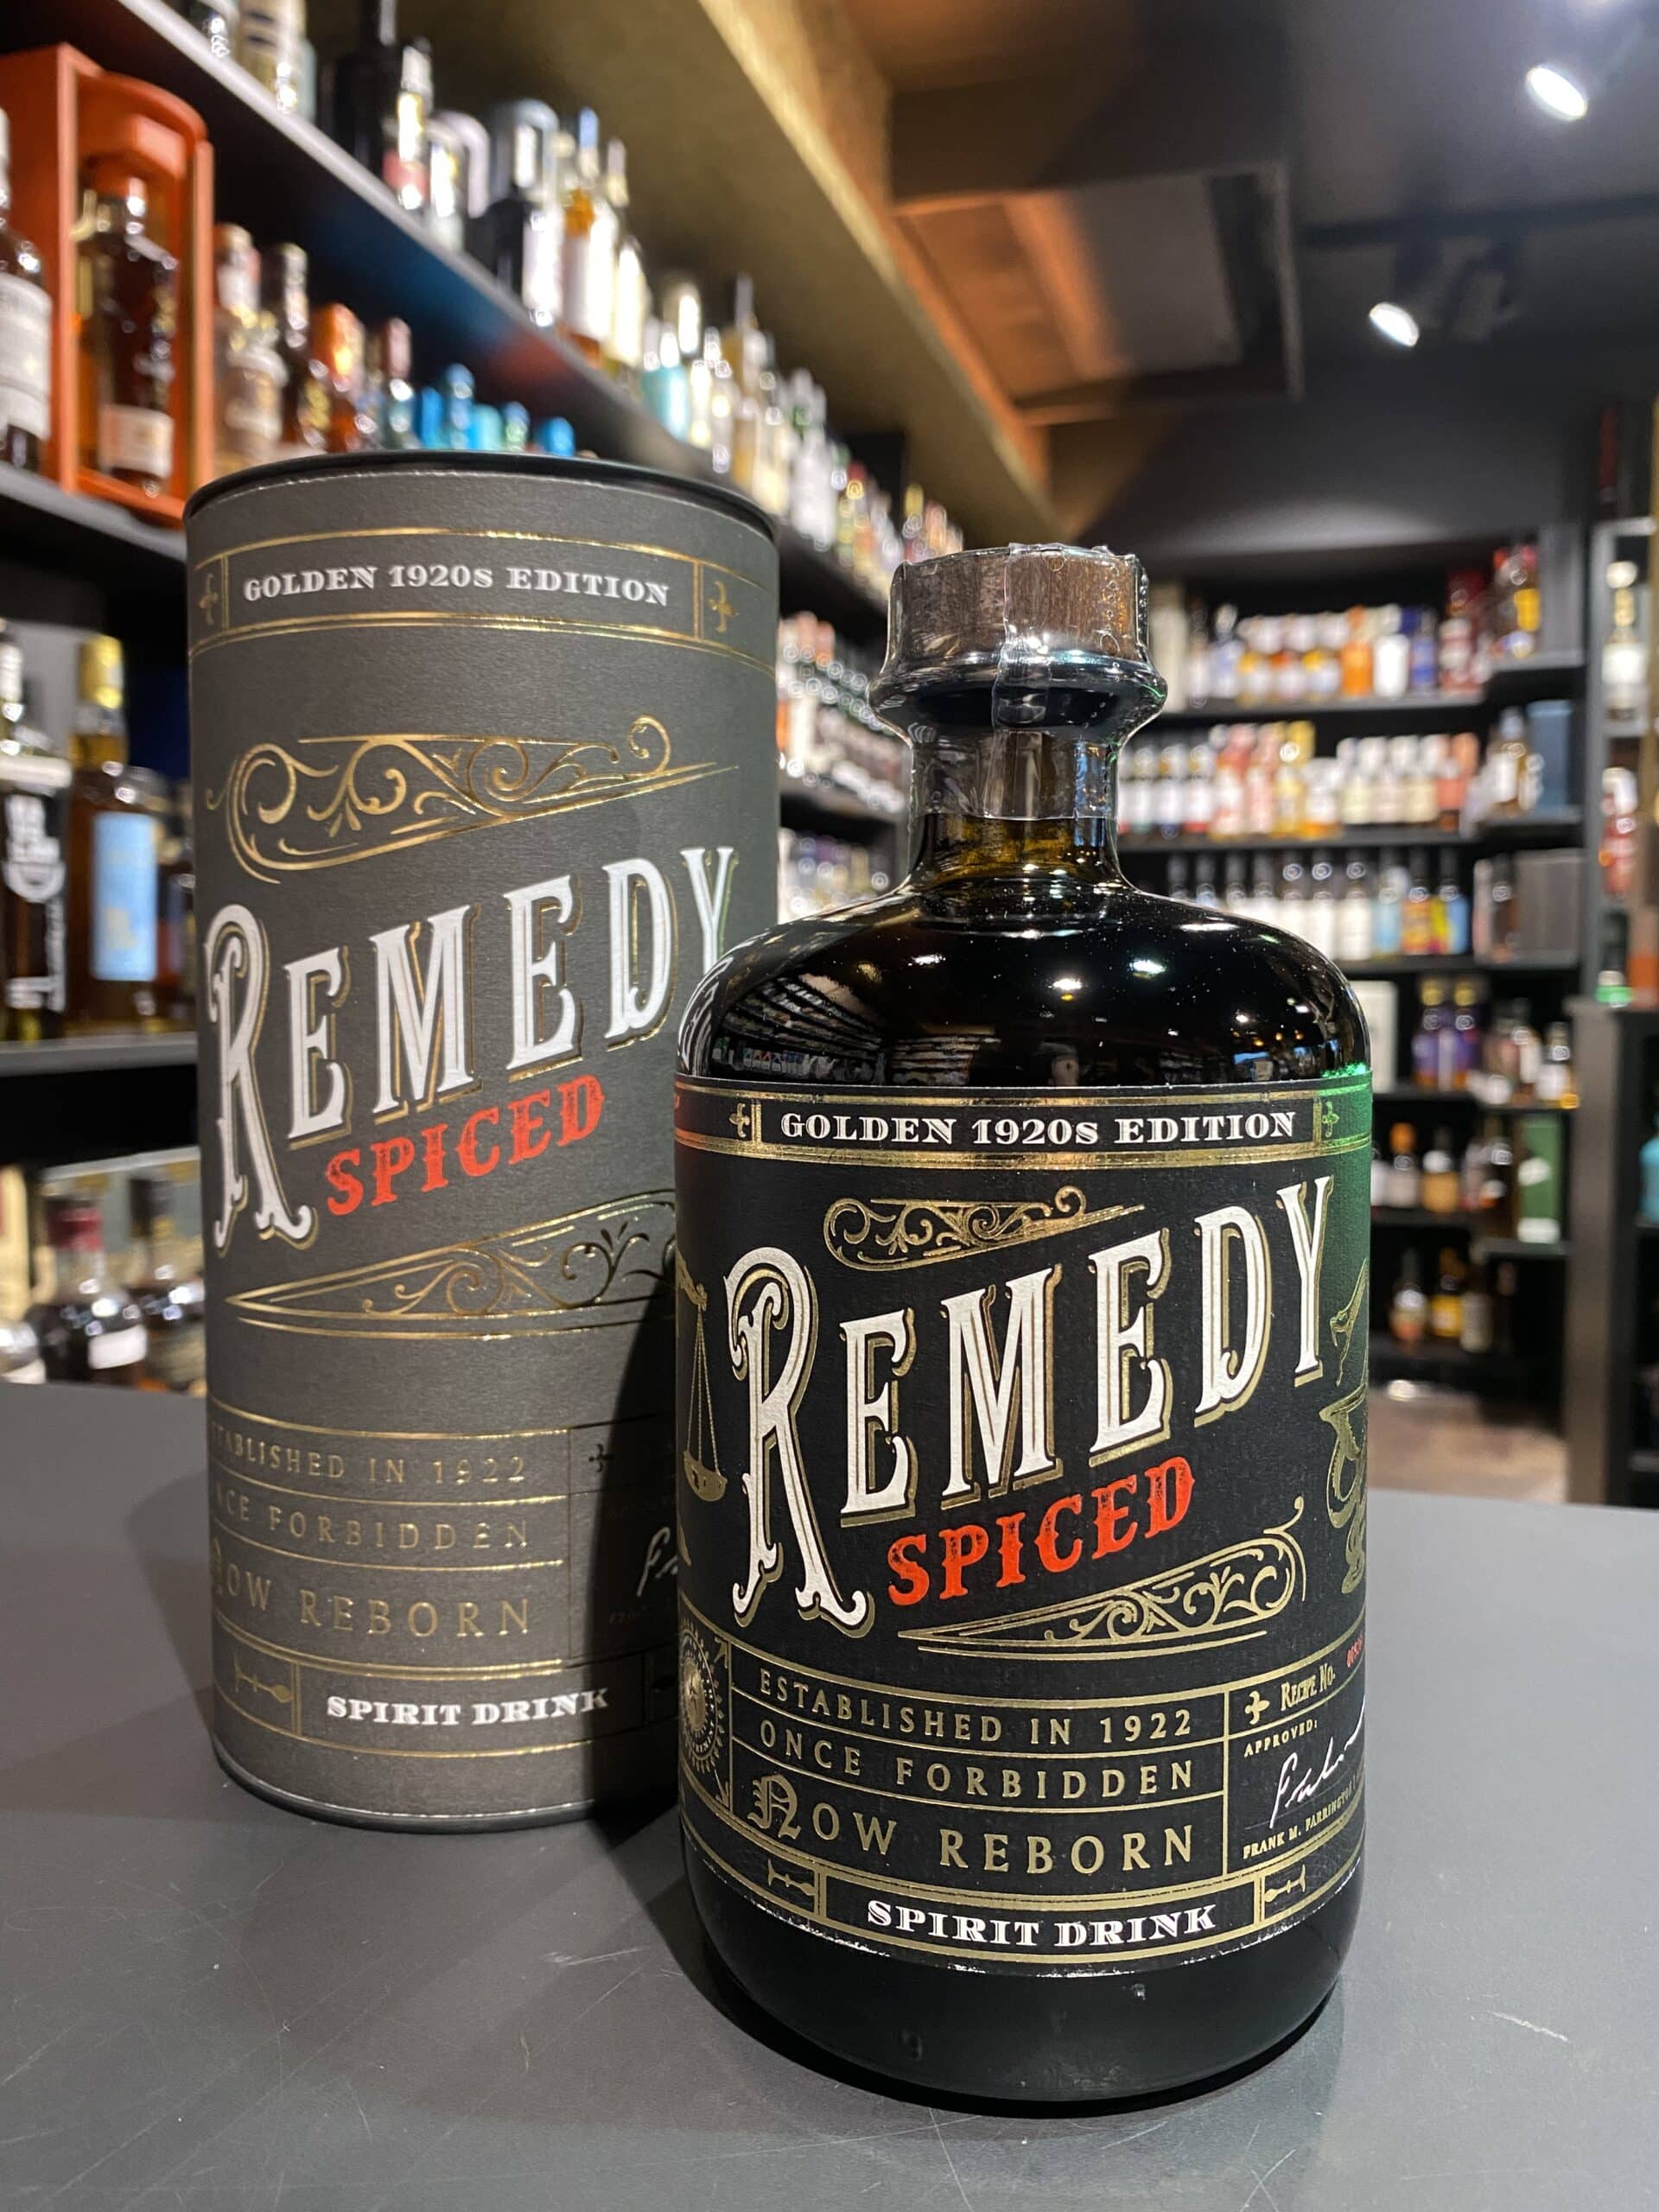 GOLDEN 1920s EDITION
REMEDY
SPICED
ESTABLISHED IN 1922
ONCE FORBIDDEN
NOW REBORN
SPIRIT DRINK
GOLDEN 1920s EDITION
REMEDY
SPICED
ESTABLISHED IN 1922
ONCE FORBIDDEN
NOW REBORN
RECIPE NO.
APPROVED:
FRANK M.
SPIRIT DRINK